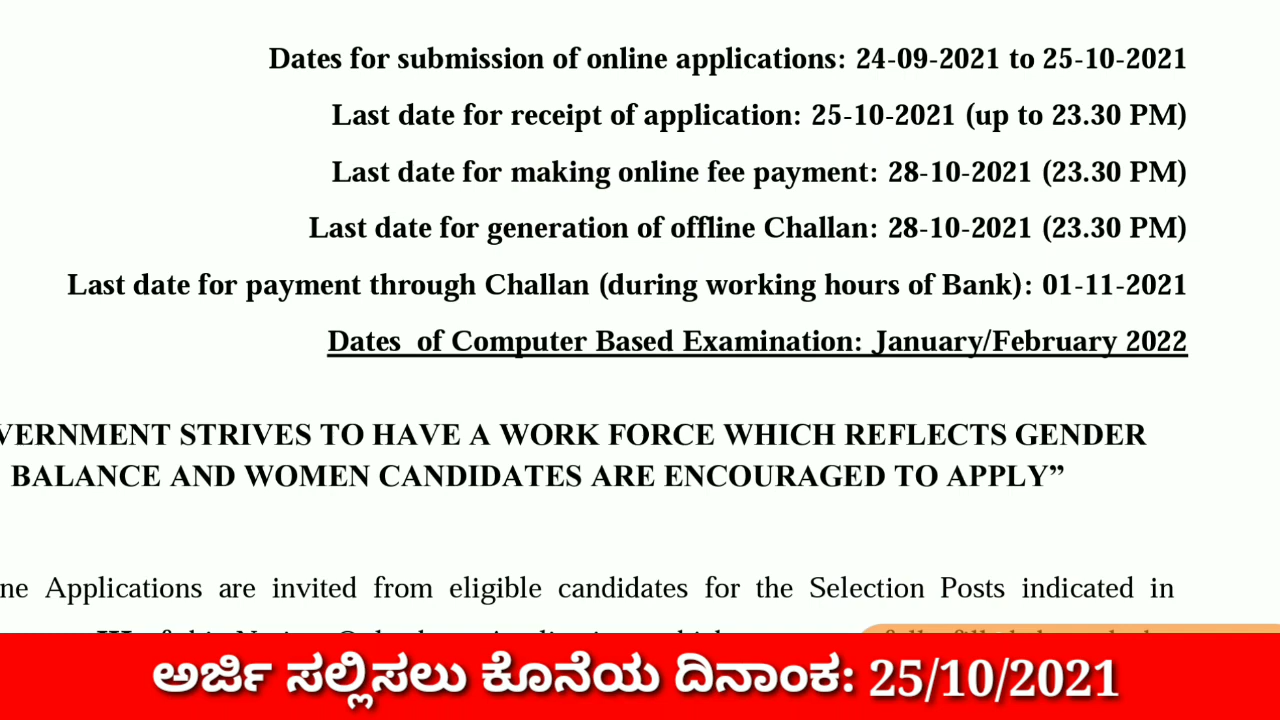 Dates for submission of online applications: 24-09-2021 to 25-10-2021
Last date for receipt of application: 25-10-2021 (up to 23.30 PM)
Last date for making online fee payment: 28-10-2021 (23.30 PM)
Last date for generation of offline Challan: 28-10-2021 (23.30 PM)
Last date for payment through Challan (during working hours of Bank): 01-11-2021
Dates of Computer Based Examination: January/February 2022
VERNMENT STRIVES TO HAVE A WORK FORCE WHICH REFLECTS GENDER
BALANCE AND WOMEN CANDIDATES ARE ENCOURAGED TO APPLY”
ne Applications are invited from eligible candidates for the Selection Posts indicated in
ಅರ್ಜಿ ಸಲ್ಲಿಸಲು ಕೊನೆಯ ದಿನಾಂಕ: 25/10/2021